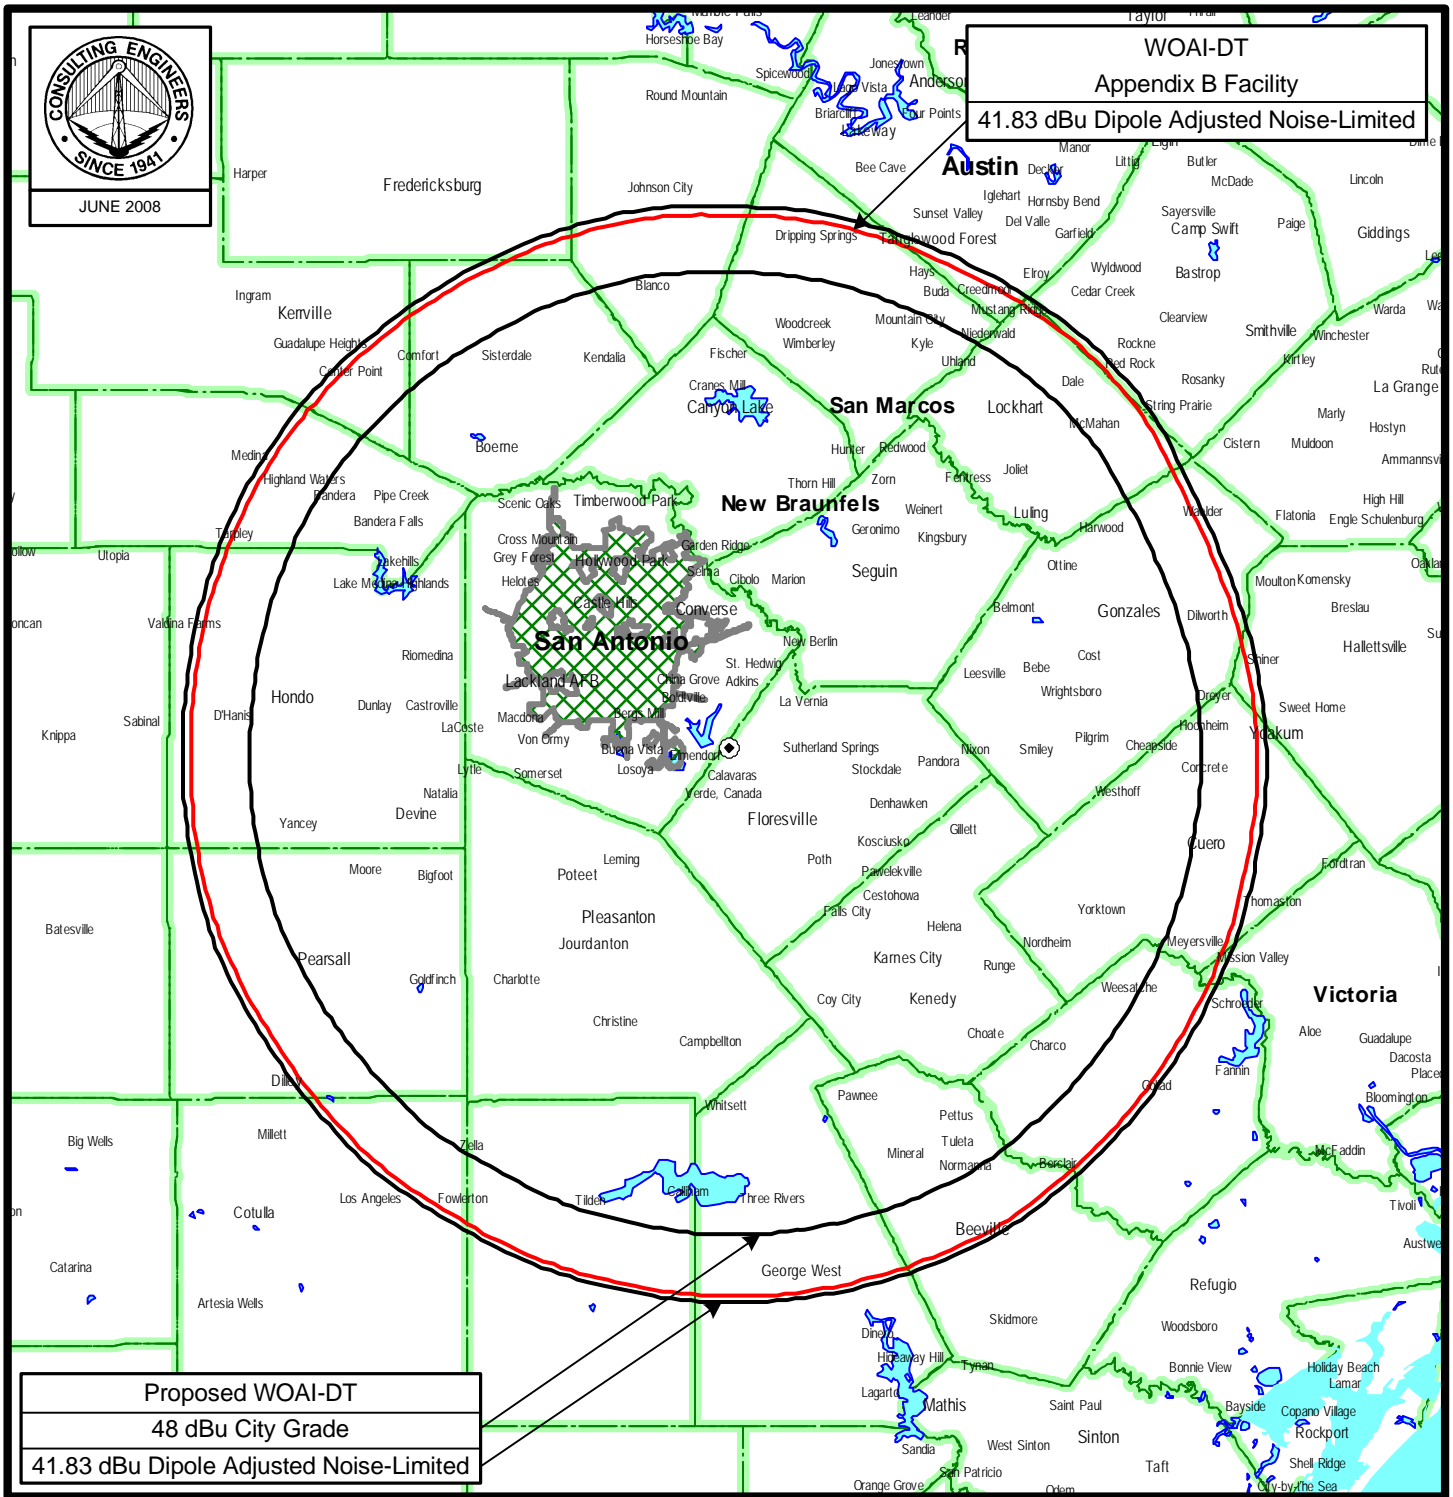 CONSULTING ENGINEERS
• SINCE 1941 •
JUNE 2008
WOAI-DT
Appendix B Facility
41.83 dBu Dipole Adjusted Noise-Limited
Marble Falls
Horseshoe Bay
Leander
Taylor
Spicewood
Jonestown
Lago Vista
Round Mountain
Briarcliff
Four Points
Lakeway
Manor
Elgin
Littig
Butler
Bee Cave
Austin
Decker
McDade
Lincoln
Harper
Fredericksburg
Johnson City
Iglehart
Hornsby Bend
Sunset Valley
Del Valle
Garfield
Sayersville
Camp Swift
Paige
Giddings
Dripping Springs
Tanglewood Forest
Hays
Elroy
Wyldwood
Bastrop
Blanco
Buda
Creedmoor
Cedar Creek
Ingram
Kerrville
Woodcreek
Wimberley
Mountain City
Mustang Ridge
Niederwald
Clearview
Smithville
Winchester
Warda
Guadalupe Heights
Comfort
Sisterdale
Kendalia
Fischer
Kyle
Uhland
Rockne
Red Rock
Kirtley
Center Point
Cranes Mill
Canyon Lake
San Marcos
Lockhart
Dale
Rosanky
La Grange
String Prairie
Marly
Hostyn
McMahan
Cistern
Muldoon
Boerne
Medina
Hunter
Redwood
Highland Waters
Bandera
Pipe Creek
Thorn Hill
Zorn
Fentress
Joliet
Scenic Oaks
Timberwood Park
New Braunfels
Weinert
Luling
High Hill
Bandera Falls
Geronimo
Kingsbury
Harwood
Waelder
Flatonia
Engle
Schulenburg
Tarpley
Cross Mountain
Garden Ridge
Utopia
Grey Forest
Hollywood Park
Lakehills
Selma
Cibolo
Marion
Seguin
Ottine
Moulton
Komensky
Lake Medina Highlands
Helotes
Castle Hills
Converse
Belmont
Gonzales
Dilworth
Breslau
Valdina Farms
San Antonio
New Berlin
Hallettsville
Riomedina
St. Hedwig
Leesville
Bebe
Cost
Shiner
Lackland AFB
China Grove
Adkins
Wrightsboro
Hondo
Dunlay
Castroville
Boldtville
La Vernia
Dreyer
Sweet Home
D'Hanis
Macdona
Bergs Mill
Sabinal
LaCoste
Hochheim
Knippa
Von Ormy
Buena Vista
Elmendorf
Sutherland Springs
Nixon
Smiley
Pilgrim
Cheapside
Yoakum
Lytle
Somerset
Losoya
Calavaras
Stockdale
Pandora
Concrete
Natalia
Verde, Canada
Westhoff
Devine
Denhawken
Yancey
Floresville
Gillett
Kosciusko
Cuero
Moore
Bigfoot
Leming
Poth
Pawelekville
Fordtran
Poteet
Cestohowa
Thomaston
Batesville
Pleasanton
Falls City
Yorktown
Jourdanton
Helena
Nordheim
Meyersville
Pearsall
Karnes City
Runge
Mission Valley
Goldfinch
Charlotte
Weesatche
Victoria
Coy City
Kenedy
Schroeder
Christine
Choate
Aloe
Guadalupe
Campbellton
Charco
Dacosta
Dilley
Fannin
Goliad
Bloomington
Whitsett
Pawnee
Pettus
Millett
Big Wells
Zella
Mineral
Tuleta
Normanna
Berclair
McFaddin
Los Angeles
Fowlerton
Tilden
Calliham
Three Rivers
Tivoli
Cotulla
Beeville
Catarina
George West
Refugio
Artesia Wells
Skidmore
Woodsboro
Dinero
Hideaway Hill
Tynan
Bonnie View
Holiday Beach
Lamar
Lagarto
Mathis
Saint Paul
Bayside
Copano Village
Rockport
Sandia
West Sinton
Sinton
Shell Ridge
San Patricio
Taft
Orange Grove
Odem
City-by-the Sea
Proposed WOAI-DT
48 dBu City Grade
41.83 dBu Dipole Adjusted Noise-Limited